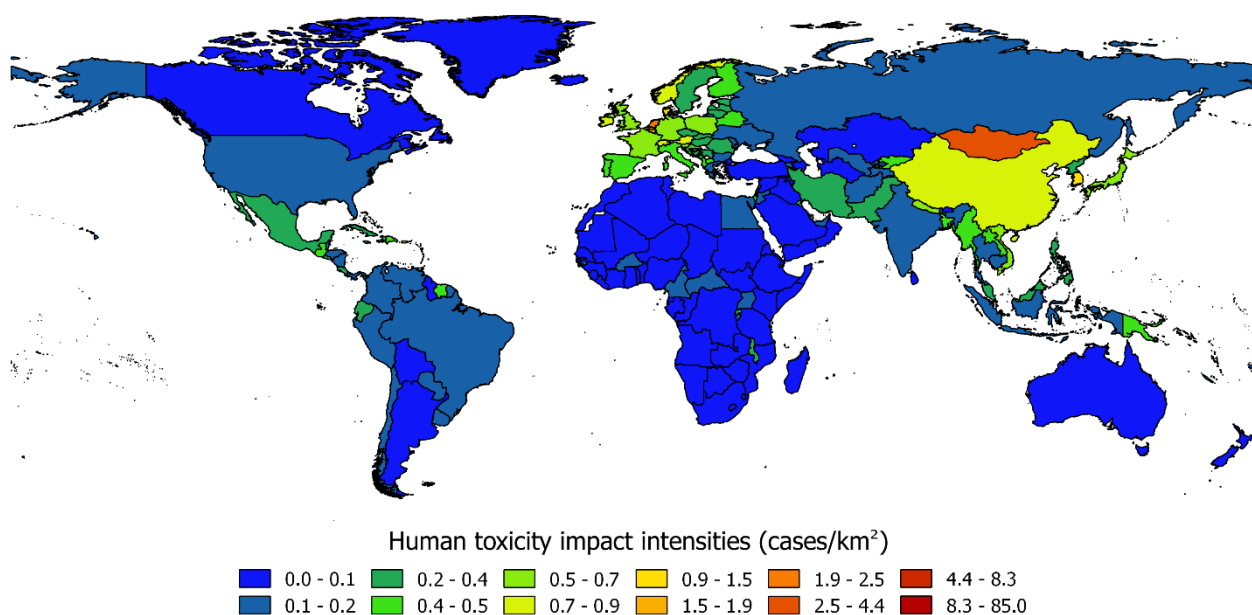 Human toxicity impact intensities (cases/km²)
0.0 - 0.1 0.2 - 0.4 0.5 - 0.7 0.9 - 1.5 1.9 - 2.5 4.4 - 8.3
0.1 - 0.2 0.4 - 0.5 0.7 - 0.9 1.5 - 1.9 2.5 - 4.4 8.3 - 85.0